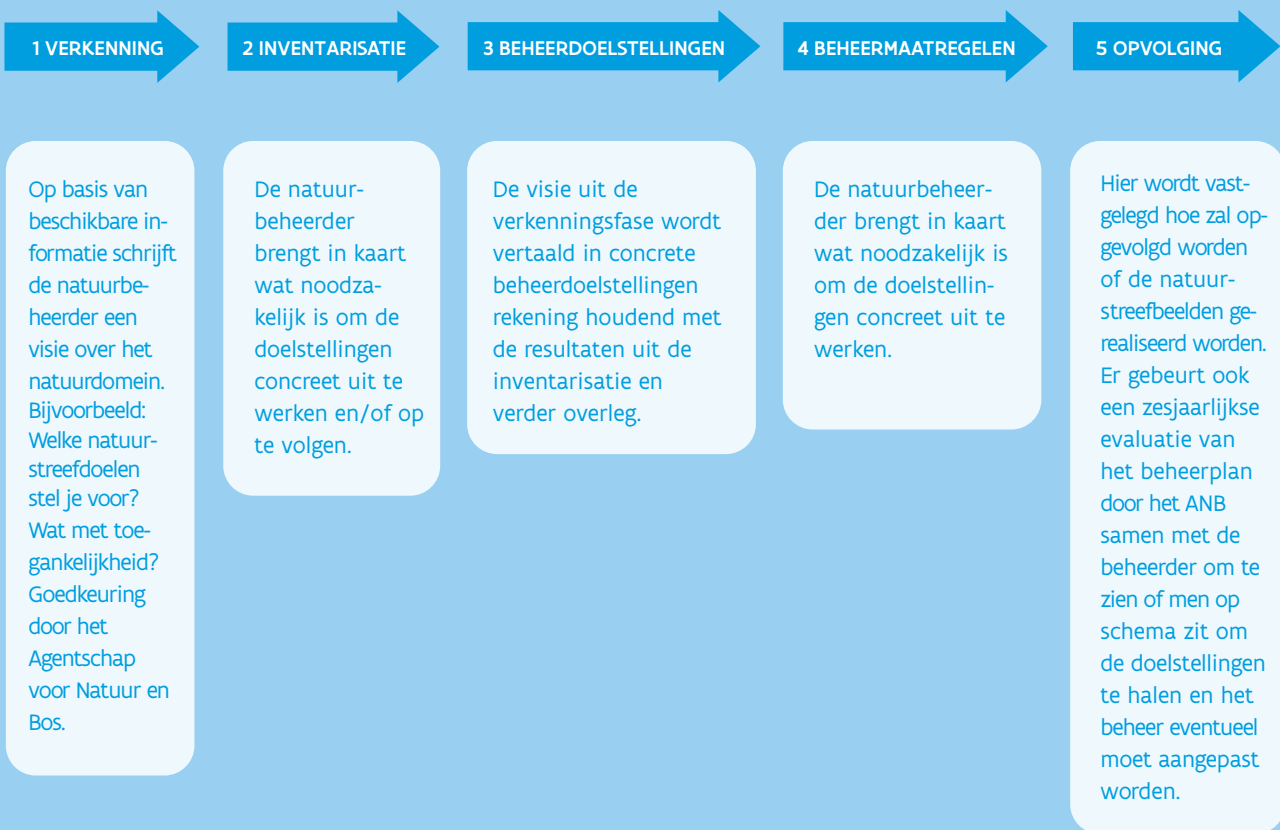 1 VERKENNING
2 INVENTARISATIE
3 BEHEERDOELSTELLINGEN
4 BEHEERMAATREGELEN
5 OPVOLGING
Op basis van
beschikbare in-
formatie schrijft
de natuurbe-
heerder een
visie over het
natuurdomein.
Bijvoorbeeld:
Welke natuur-
streefdoelen
stel je voor?
Wat met toe-
gankelijkheid?
Goedkeuring
door het
Agentschap
voor Natuur en
Bos.
De natuur-
beheerder
brengt in kaart
wat noodza-
kelijk is om de
doelstellingen
concreet uit te
werken en/of op
te volgen.
De visie uit de
verkenningsfase wordt
vertaald in concrete
beheerdoelstellingen
rekening houdend met
de resultaten uit de
inventarisatie en
verder overleg.
De natuurbeheer-
der brengt in kaart
wat noodzakelijk is
om de doelstellin-
gen concreet uit te
werken.
Hier wordt vast-
gelegd hoe zal op-
gevolgd worden
of de natuur-
streefbeelden ge-
realiseerd worden.
Er gebeurt ook
een zesjaarlijkse
evaluatie van
het beheerplan
door het ANB
samen met de
beheerder om te
zien of men op
schema zit om
de doelstellingen
te halen en het
beheer eventueel
moet aangepast
worden.